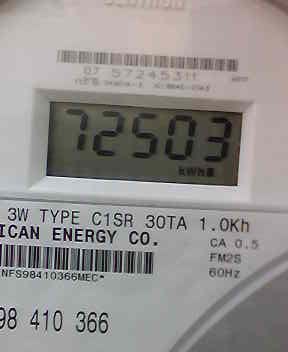 07 57245311
72503
kWh
3W TYPE C1SR 30TA 1.0Kh
ICAN ENERGY CO.
CA 0.5
FM2S
60Hz
NFS98410366MEC*
98 410 366